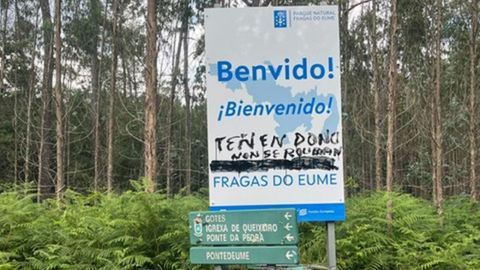 PARQUE NATURAL
FRAGAS DO EUME
Benvido!
¡Bienvenido!
TEÑEN DONO
NON SE ROUBAN
FRAGAS DO EUME
GOTES
IGREXA DE QUEIXEIRO
PONTE DA PEDRA
PONTEDEUME